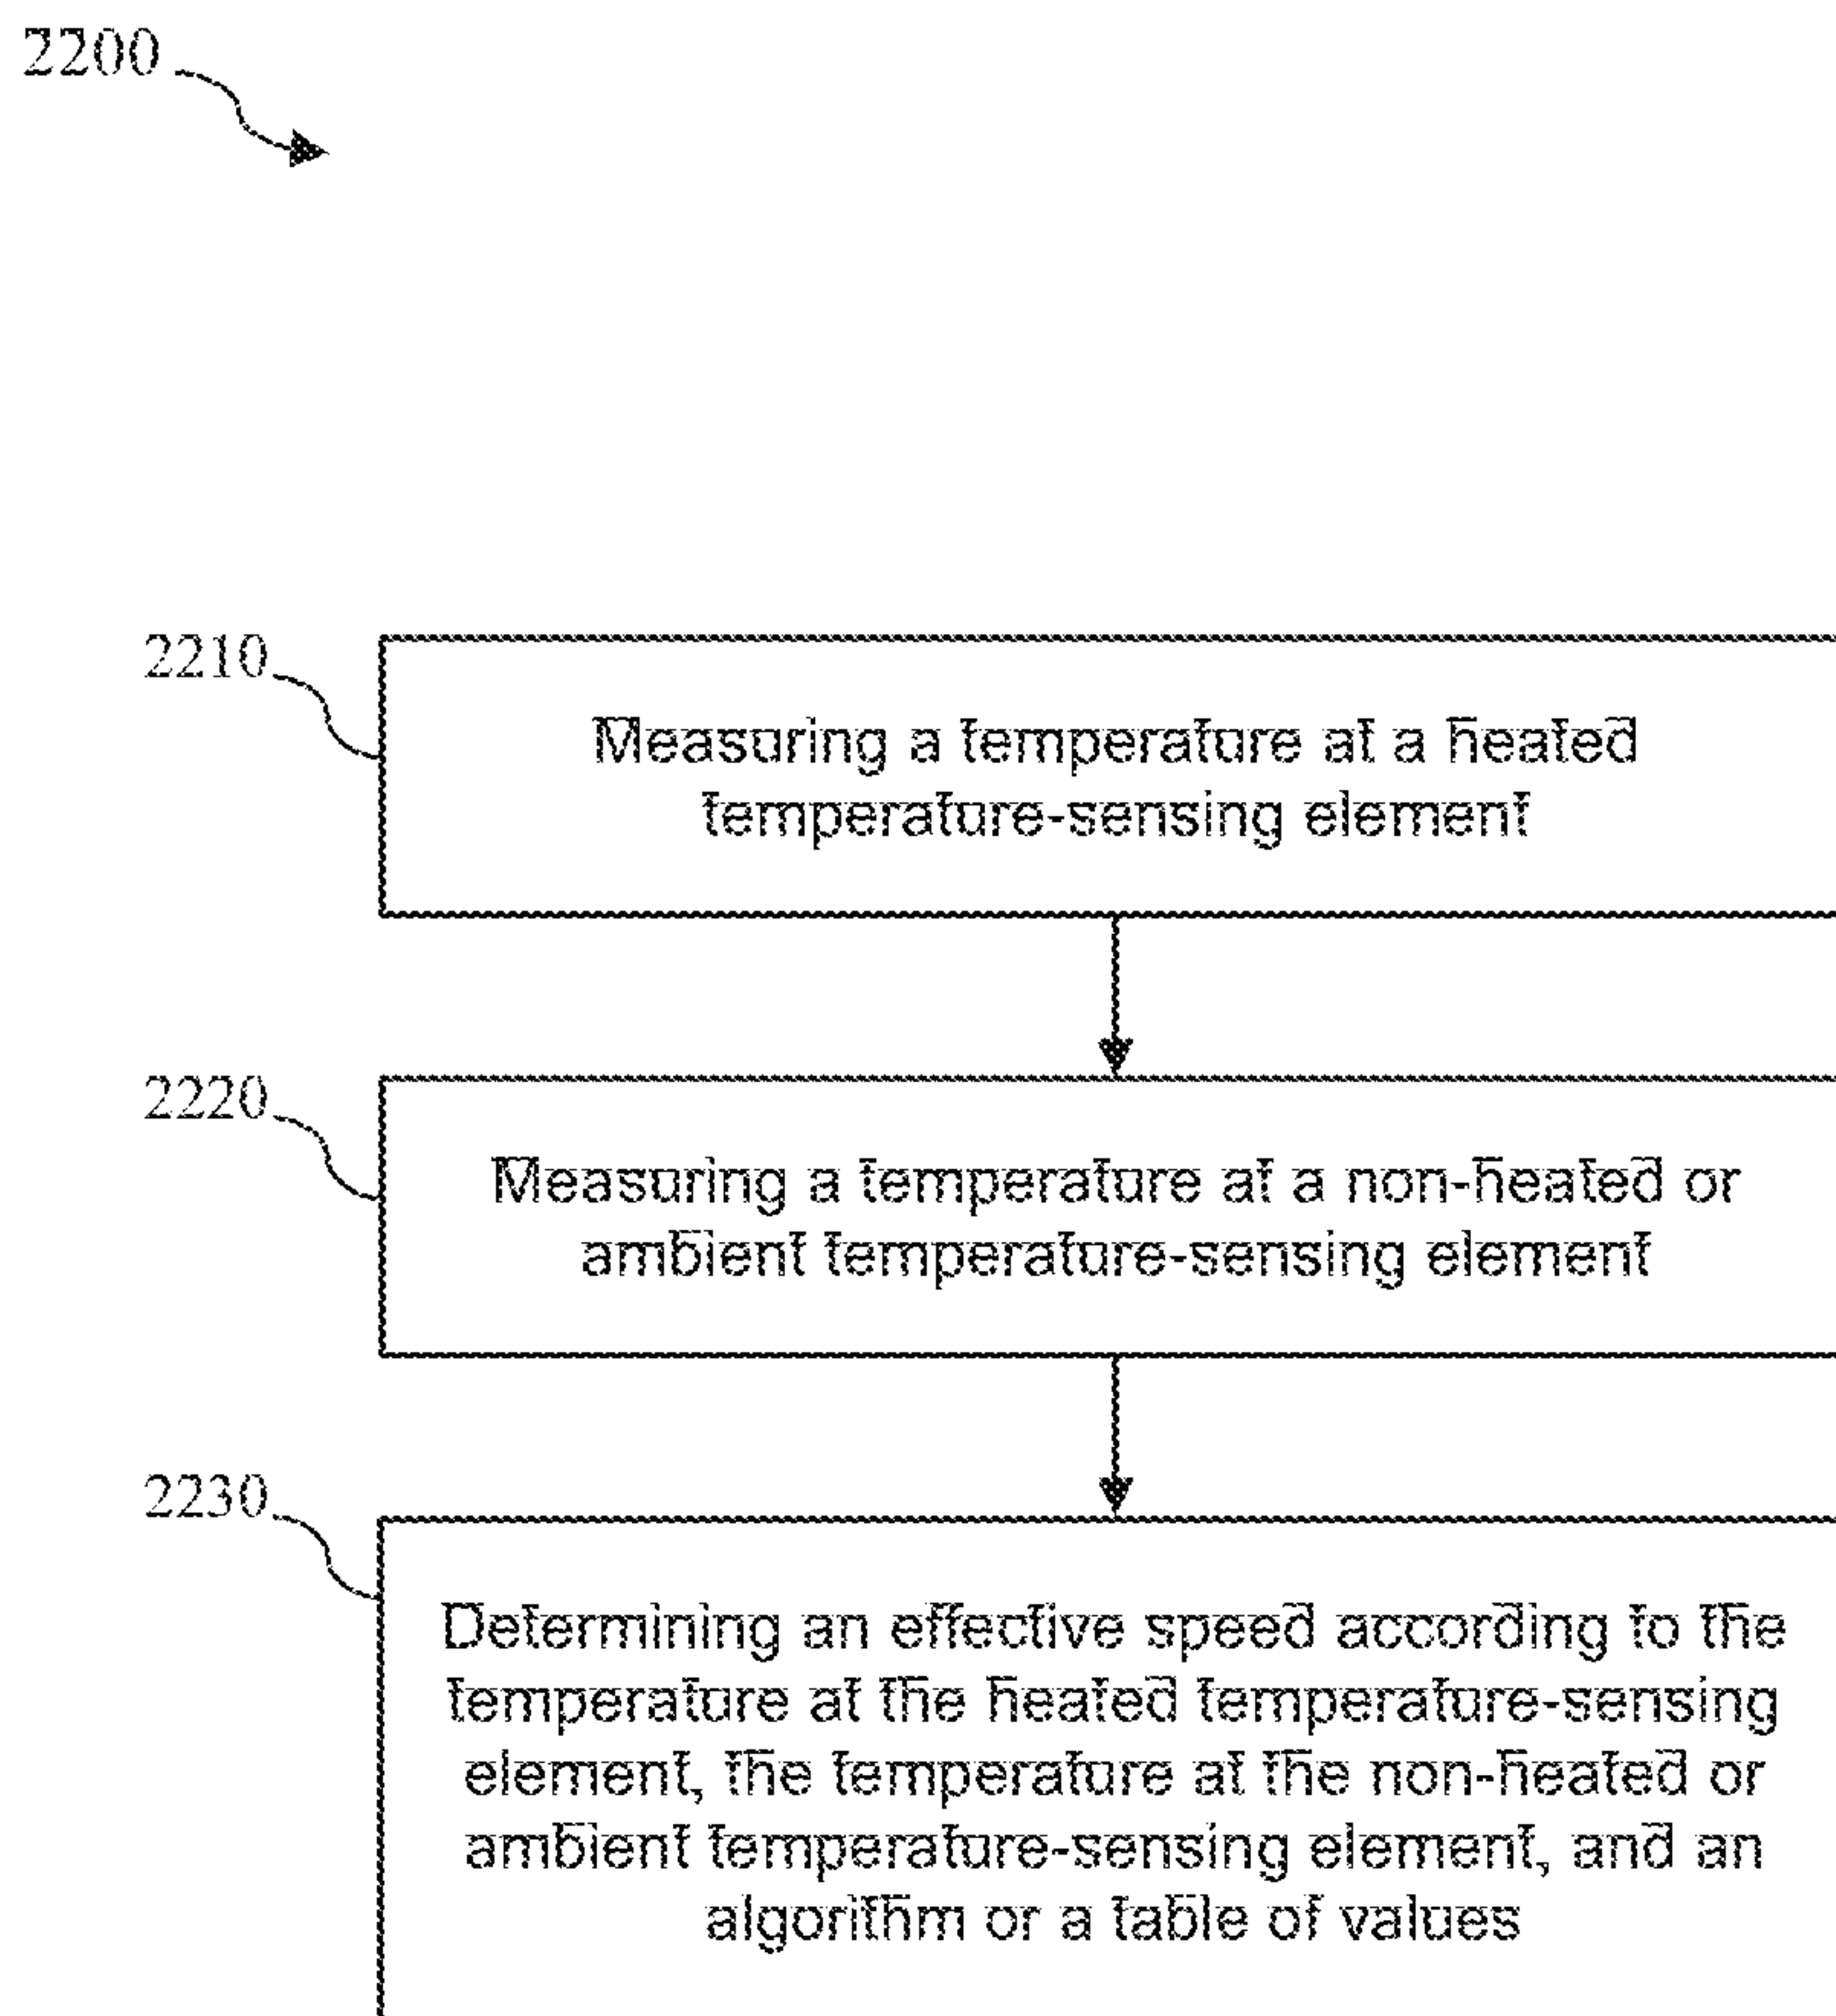 2200
2210
Measuring a temperature at a heated
temperature-sensing element
2220
Measuring a temperature at a non-heated or
ambient temperature-sensing element
2230
Determining an effective speed according to the
temperature at the heated temperature-sensing
element, the temperature at the non-heated or
ambient temperature-sensing element, and an
algorithm or a table of values